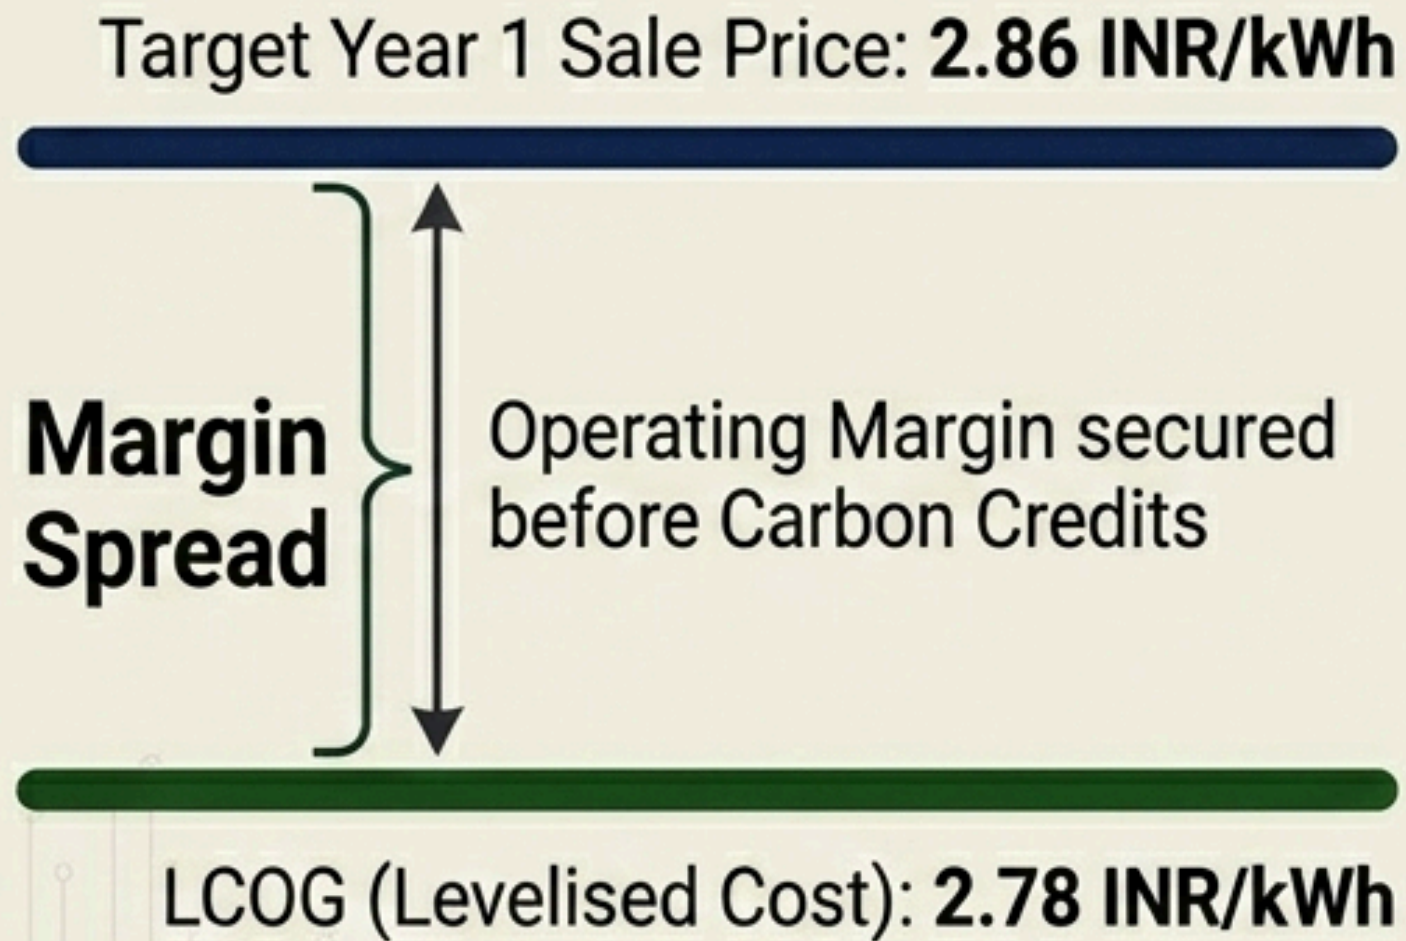 Target Year 1 Sale Price: 2.86 INR/kWh
Margin
Spread
Operating Margin secured
before Carbon Credits
LCOG (Levelised Cost): 2.78 INR/kWh